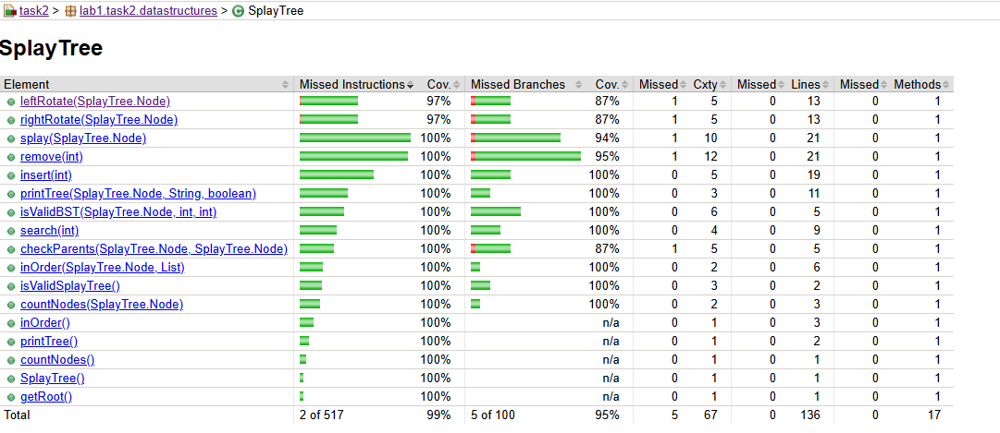 task2 > lab1.task2.datastructures > SplayTree
SplayTree
Element Missed Instructions Cov. Missed Branches Cov. Missed Cxty Missed Lines Missed Methods
leftRotate(SplayTree.Node) 97% 87% 1 5 0 13 0 1
rightRotate(SplayTree.Node) 97% 87% 1 5 0 13 0 1
splay(SplayTree.Node) 100% 94% 1 10 0 21 0 1
remove(int) 100% 95% 1 12 0 21 0 1
insert(int) 100% 100% 0 5 0 19 0 1
printTree(SplayTree.Node, String, boolean) 100% 100% 0 3 0 11 0 1
isValidBST(SplayTree.Node, int, int) 100% 100% 0 6 0 5 0 1
search(int) 100% 100% 0 4 0 9 0 1
checkParents(SplayTree.Node, SplayTree.Node) 100% 87% 1 5 0 5 0 1
inOrder(SplayTree.Node, List) 100% 100% 0 2 0 6 0 1
isValidSplayTree() 100% 100% 0 3 0 2 0 1
countNodes(SplayTree.Node) 100% 100% 0 2 0 3 0 1
inOrder() 100% n/a 0 1 0 3 0 1
printTree() 100% n/a 0 1 0 2 0 1
countNodes() 100% n/a 0 1 0 1 0 1
SplayTree() 100% n/a 0 1 0 1 0 1
getRoot() 100% n/a 0 1 0 1 0 1
Total 2 of 517 99% 5 of 100 95% 5 67 0 136 0 17